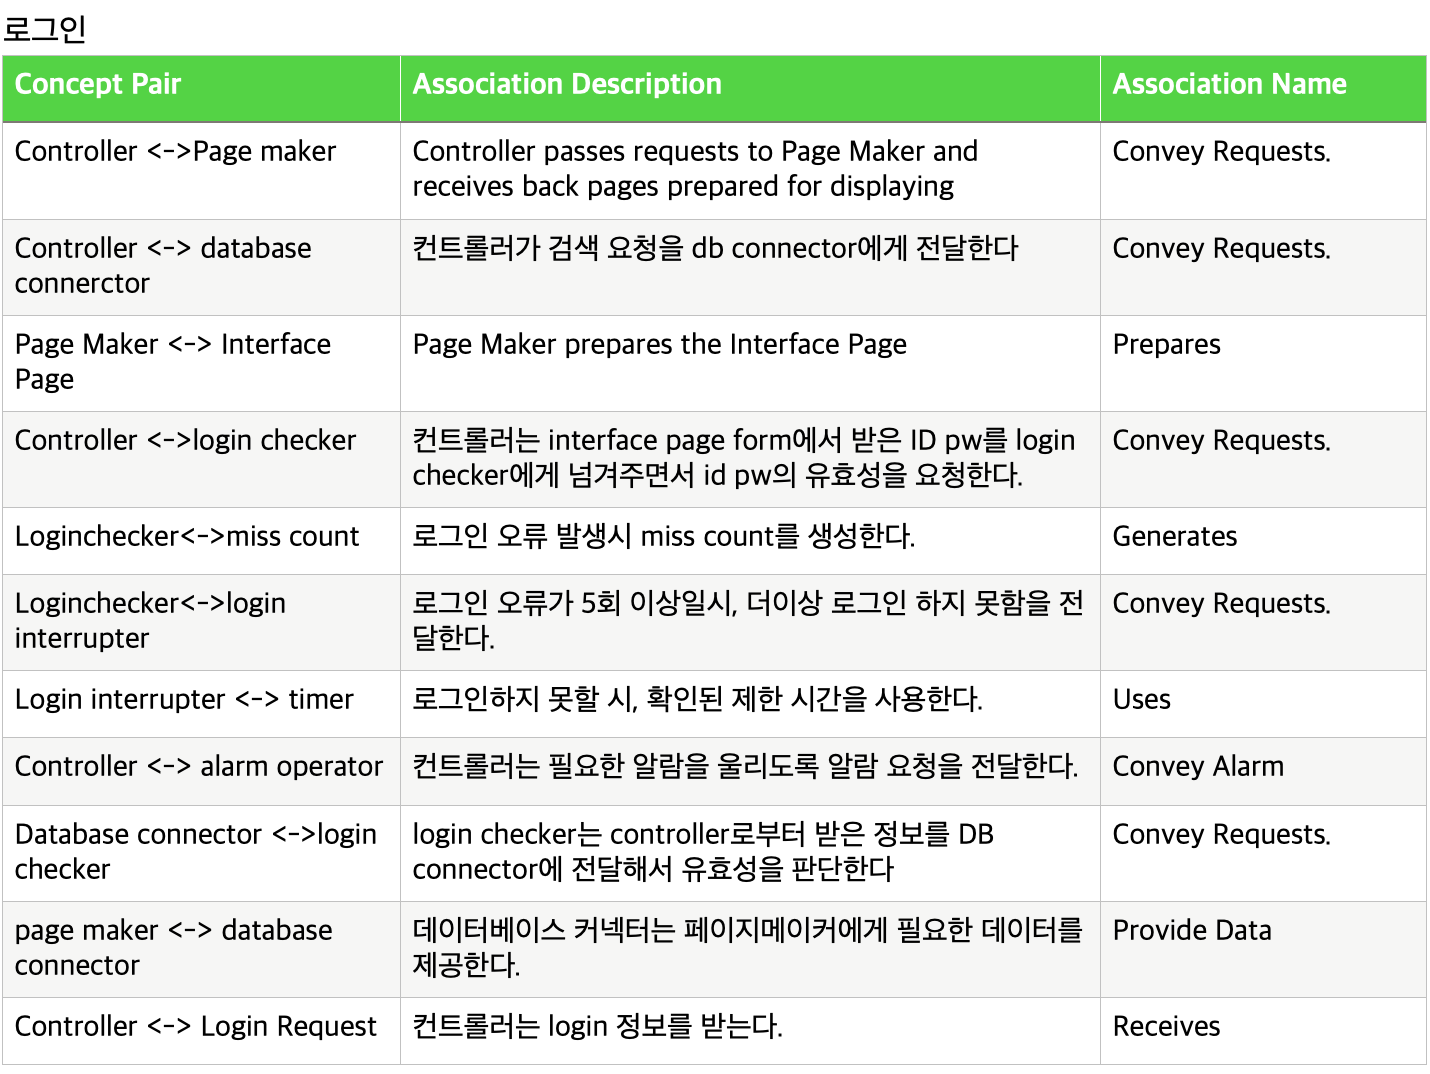 로그인
Concept Pair Association Description Association Name
Controller <->Page maker Controller passes requests to Page Maker and Convey Requests.
receives back pages prepared for displaying
Controller <-> database 컨트롤러가 검색 요청을 db connector에게 전달한다 Convey Requests.
connerctor
Page Maker <-> Interface Page Maker prepares the Interface Page Prepares
Page
Controller <->login checker 컨트롤러는 interface page form에서 받은 ID pw를 login Convey Requests.
checker에게 넘겨주면서 id pw의 유효성을 요청한다.
Loginchecker<->miss count 로그인 오류 발생시 miss count를 생성한다. Generates
Loginchecker<->login 로그인 오류가 5회 이상일시, 더이상 로그인 하지 못함을 전 Convey Requests.
interrupter 달한다.
Login interrupter <-> timer 로그인하지 못할 시, 확인된 제한 시간을 사용한다. Uses
Controller <-> alarm operator 컨트롤러는 필요한 알람을 울리도록 알람 요청을 전달한다. Convey Alarm
Database connector <->login login checker는 controller로부터 받은 정보를 DB Convey Requests.
checker connector에 전달해서 유효성을 판단한다
page maker <-> database 데이터베이스 커넥터는 페이지메이커에게 필요한 데이터를 Provide Data
connector 제공한다.
Controller <-> Login Request 컨트롤러는 login 정보를 받는다. Receives